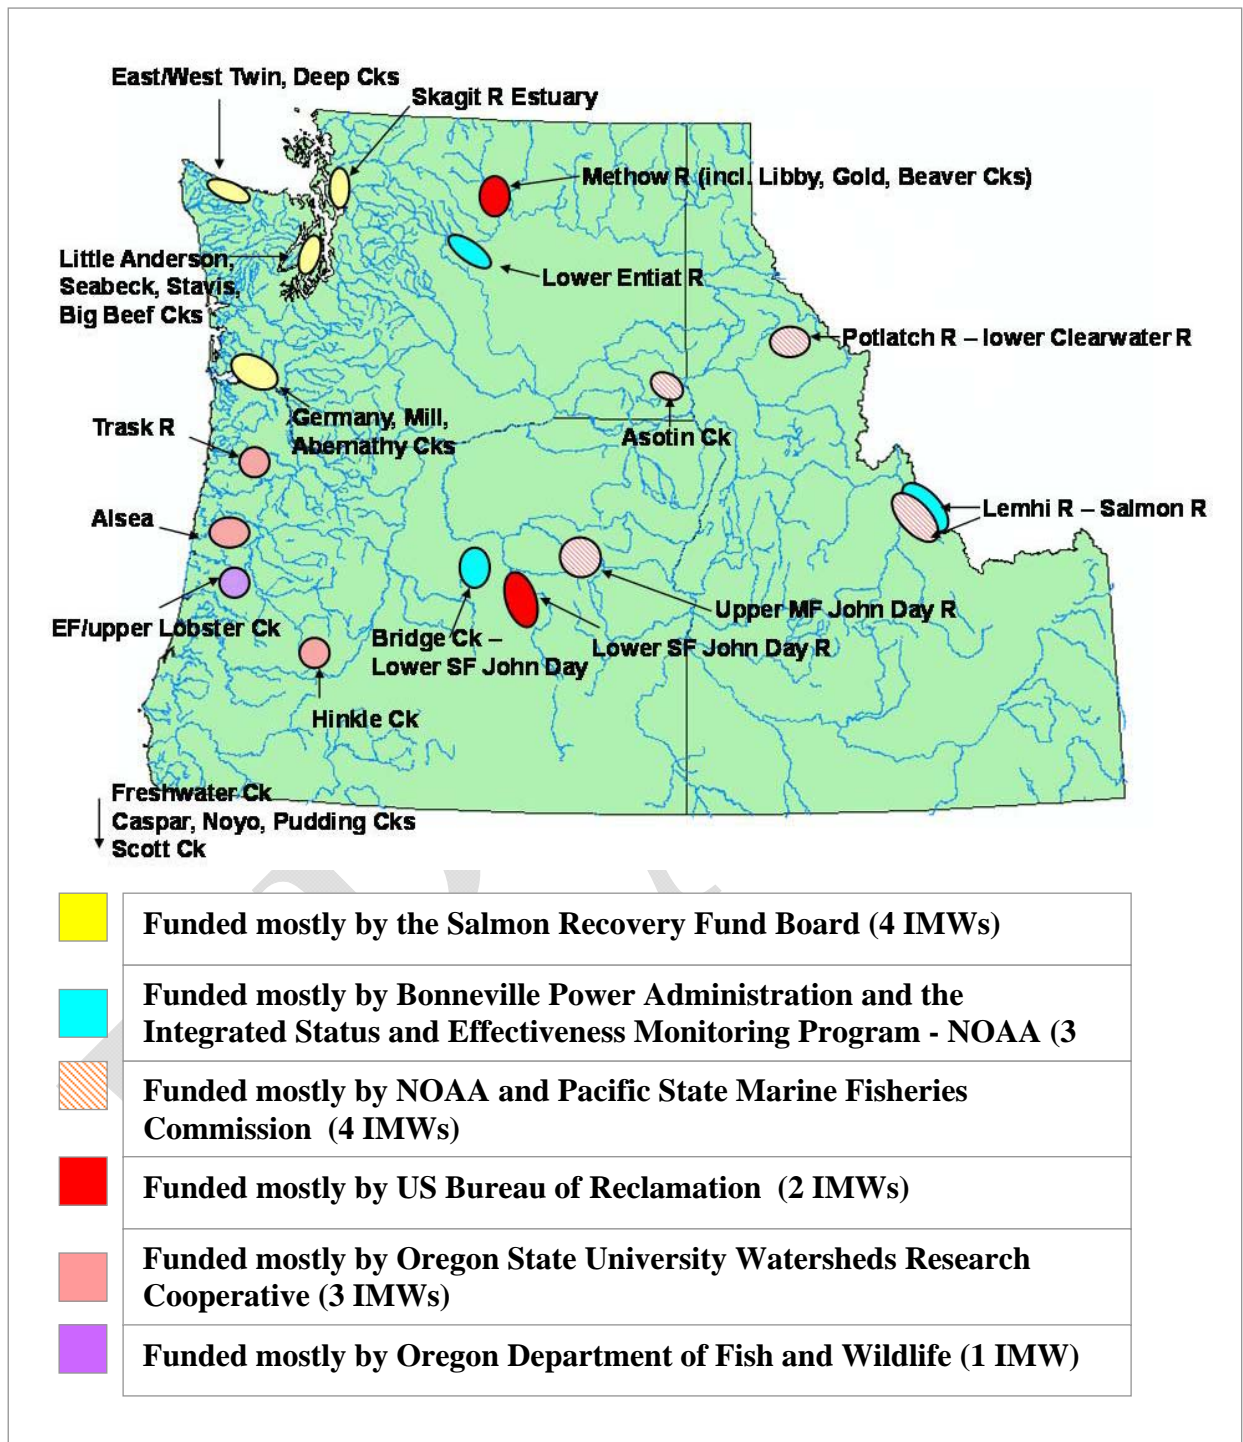 East/West Twin, Deep Cks
Skagit R Estuary
Methow R (incl. Libby, Gold, Beaver Cks)
Little Anderson,
Seabeck, Stavis,
Big Beef Cks
Lower Entiat R
Potlatch R – lower Clearwater R
Germany, Mill,
Abernathy Cks
Trask R
Asotin Ck
Alsea
Lemhi R – Salmon R
EF/upper Lobster Ck
Upper MF John Day R
Bridge Ck –
Lower SF John Day
Lower SF John Day R
Hinkle Ck
Freshwater Ck
Caspar, Noyo, Pudding Cks
Scott Ck
Funded mostly by the Salmon Recovery Fund Board (4 IMWs)
Funded mostly by Bonneville Power Administration and the
Integrated Status and Effectiveness Monitoring Program - NOAA (3
Funded mostly by NOAA and Pacific State Marine Fisheries
Commission (4 IMWs)
Funded mostly by US Bureau of Reclamation (2 IMWs)
Funded mostly by Oregon State University Watersheds Research
Cooperative (3 IMWs)
Funded mostly by Oregon Department of Fish and Wildlife (1 IMW)